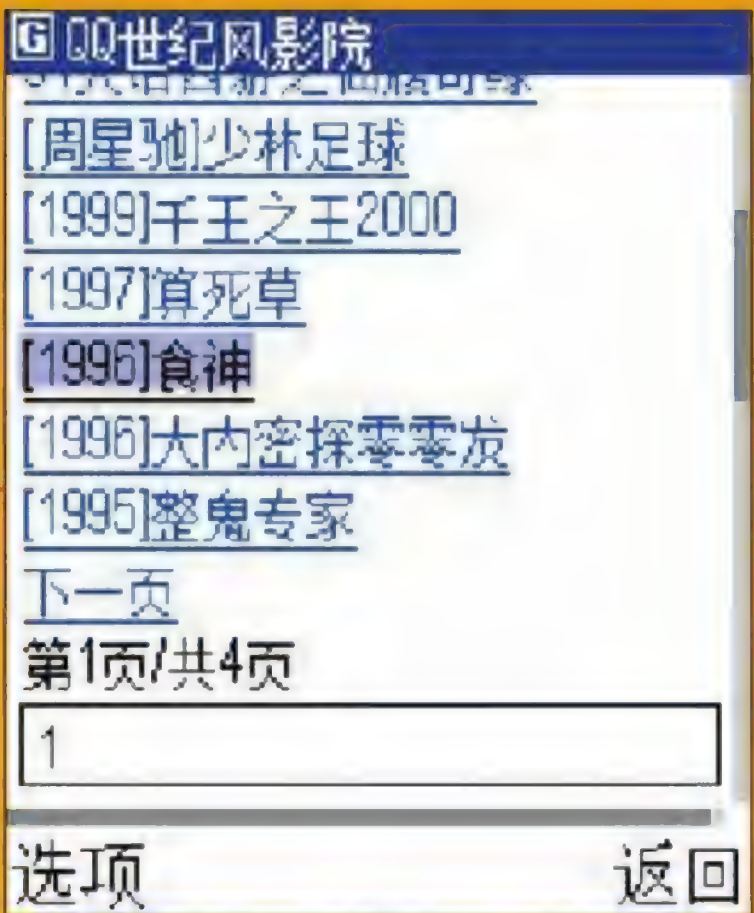 G QQ世纪风影院
[周星驰]少林足球
[1999]千王之王2000
[1997]算死草
[1996]食神
[1996]大内密探零零发
[1995]整鬼专家
下一页
第1页/共4页
1
选项 返回